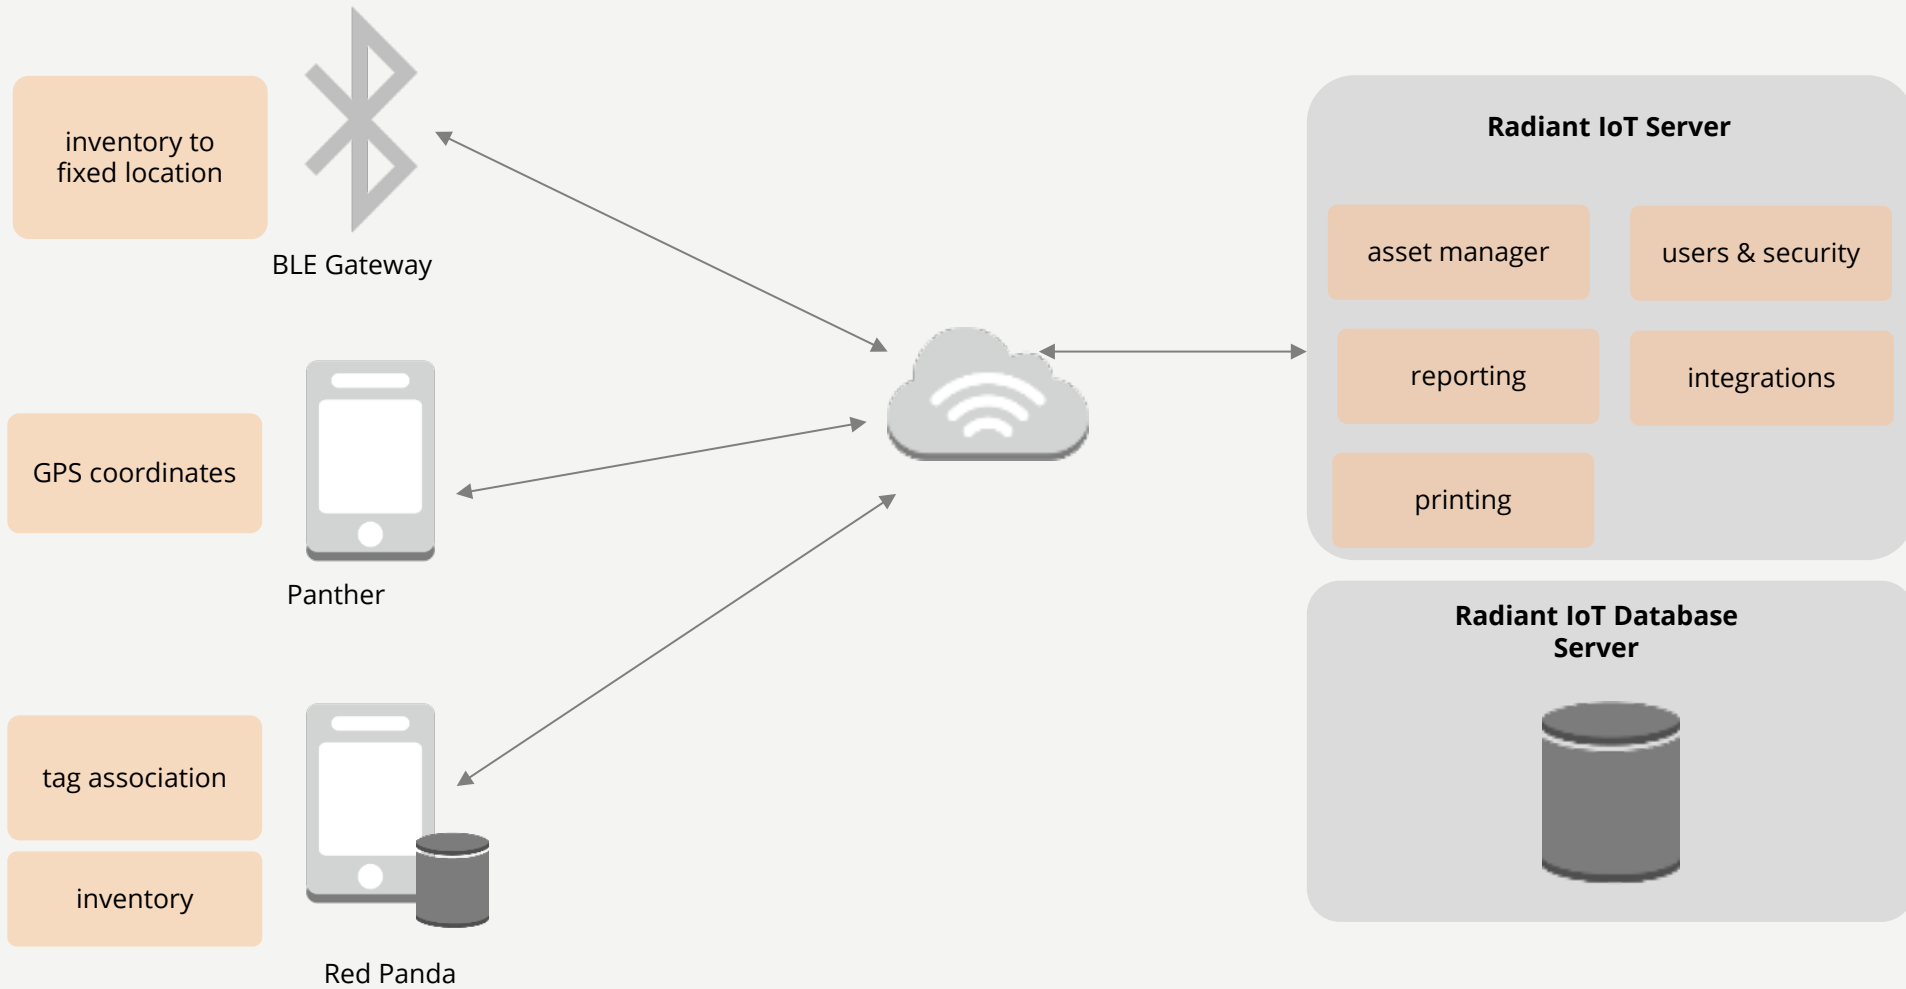 inventory to
fixed location
BLE Gateway
GPS coordinates
Panther
tag association
inventory
Red Panda
Radiant IoT Server
asset manager
users & security
reporting
integrations
printing
Radiant IoT Database
Server